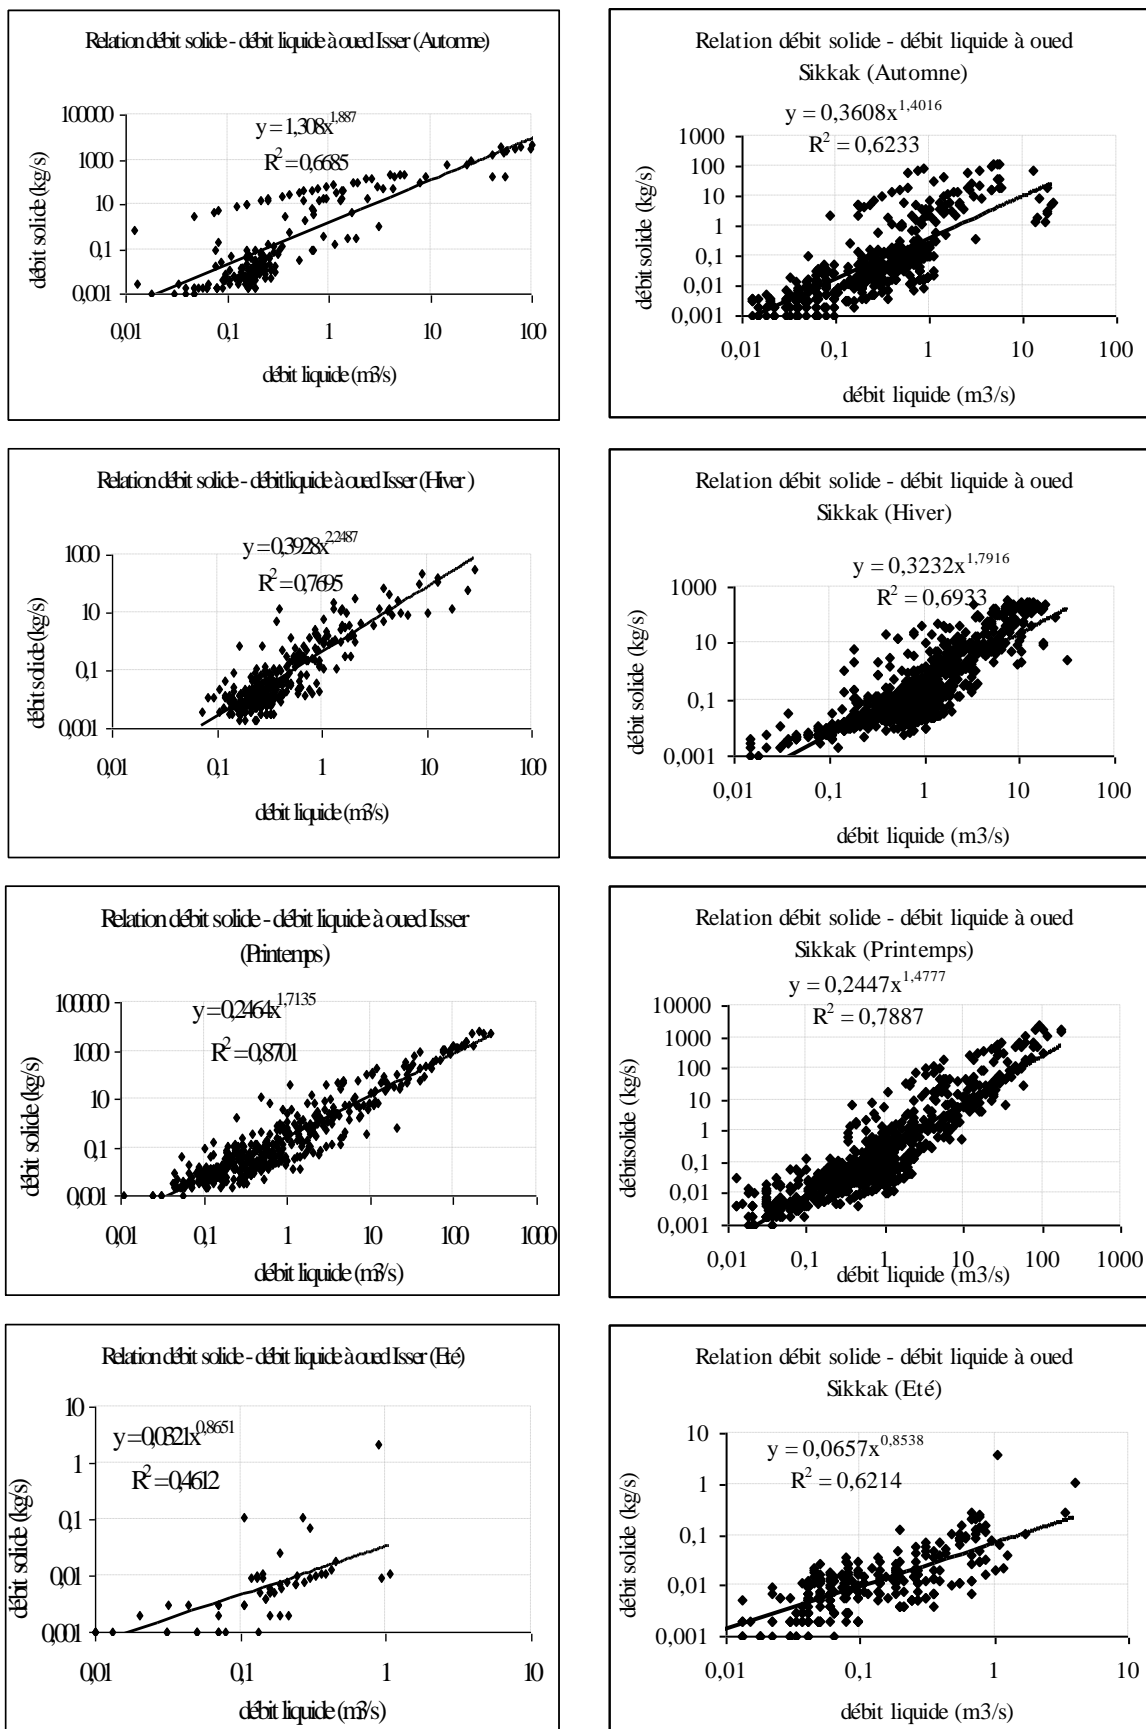 Relation débit solide - débit liquide à oued Isser (Automne)
y = 1,308x^1,887
R² = 0,6685
débit solide (kg/s)
100000
1000
10
0,1
0,001
0,01
0,1
1
10
100
débit liquide (m3/s)
Relation débit solide - débit liquide à oued
Sikkak (Automne)
y = 0,3608x^1,4016
R² = 0,6233
débit solide (kg/s)
1000
100
10
1
0,1
0,01
0,001
0,01
0,1
1
10
100
débit liquide (m3/s)
Relation débit solide - débit liquide à oued Isser (Hiver )
y = 0,3928x^2,2487
R² = 0,7695
débit solide (kg/s)
1000
10
0,1
0,001
0,01
0,1
1
10
100
débit liquide (m3/s)
Relation débit solide - débit liquide à oued
Sikkak (Hiver)
y = 0,3232x^1,7916
R² = 0,6933
débit solide (kg/s)
1000
10
0,1
0,001
0,01
0,1
1
10
100
débit liquide (m3/s)
Relation débit solide - débit liquide à oued Isser
(Printemps)
y = 0,2464x^1,7135
R² = 0,8701
débit solide (kg/s)
100000
1000
10
0,1
0,001
0,01
0,1
1
10
100
1000
débit liquide (m3/s)
Relation débit solide - débit liquide à oued
Sikkak (Printemps)
y = 0,2447x^1,4777
R² = 0,7887
débit solide (kg/s)
10000
1000
100
10
1
0,1
0,01
0,001
0,01
0,1
1
10
100
1000
débit liquide (m3/s)
Relation débit solide - débit liquide à oued Isser (Eté)
y = 0,0321x^0,8651
R² = 0,4612
débit solide (kg/s)
10
1
0,1
0,01
0,001
0,01
0,1
1
10
débit liquide (m3/s)
Relation débit solide - débit liquide à oued
Sikkak (Eté)
y = 0,0657x^0,8538
R² = 0,6214
débit solide (kg/s)
10
1
0,1
0,01
0,001
0,01
0,1
1
10
débit liquide (m3/s)